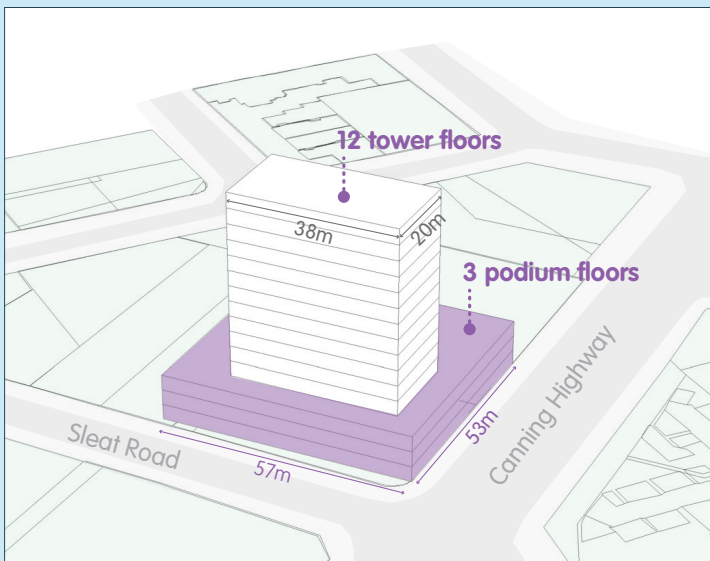 12 tower floors
38m
20m
3 podium floors
53m
57m
Sleat Road
Canning Highway